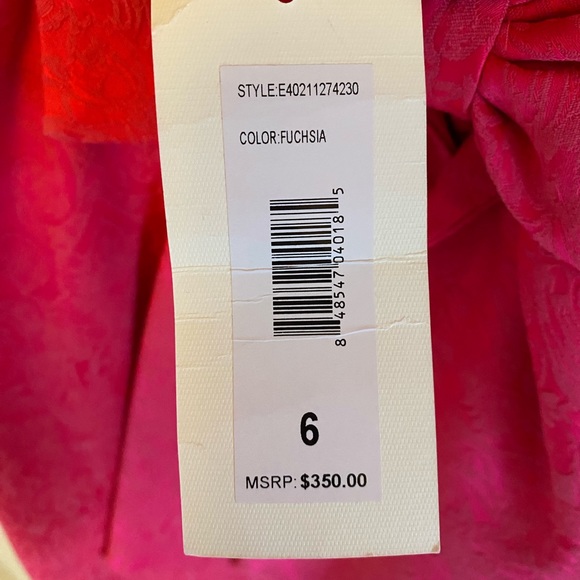 STYLE:E40211274230
COLOR:FUCHSIA
8 48547 04018 5
6
MSRP: $350.00